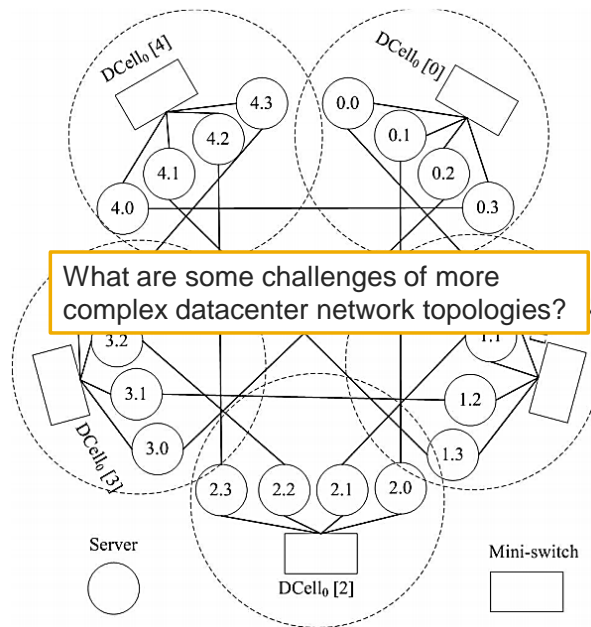 DCell₀ [4]
DCell₀ [0]
4.3
0.0
4.2
0.1
4.1
0.2
4.0
0.3
What are some challenges of more
complex datacenter network topologies?
3.2
1.1
3.1
1.2
DCell₀ [3]
3.0
1.3
2.3
2.2
2.1
2.0
Server
Mini-switch
DCell₀ [2]